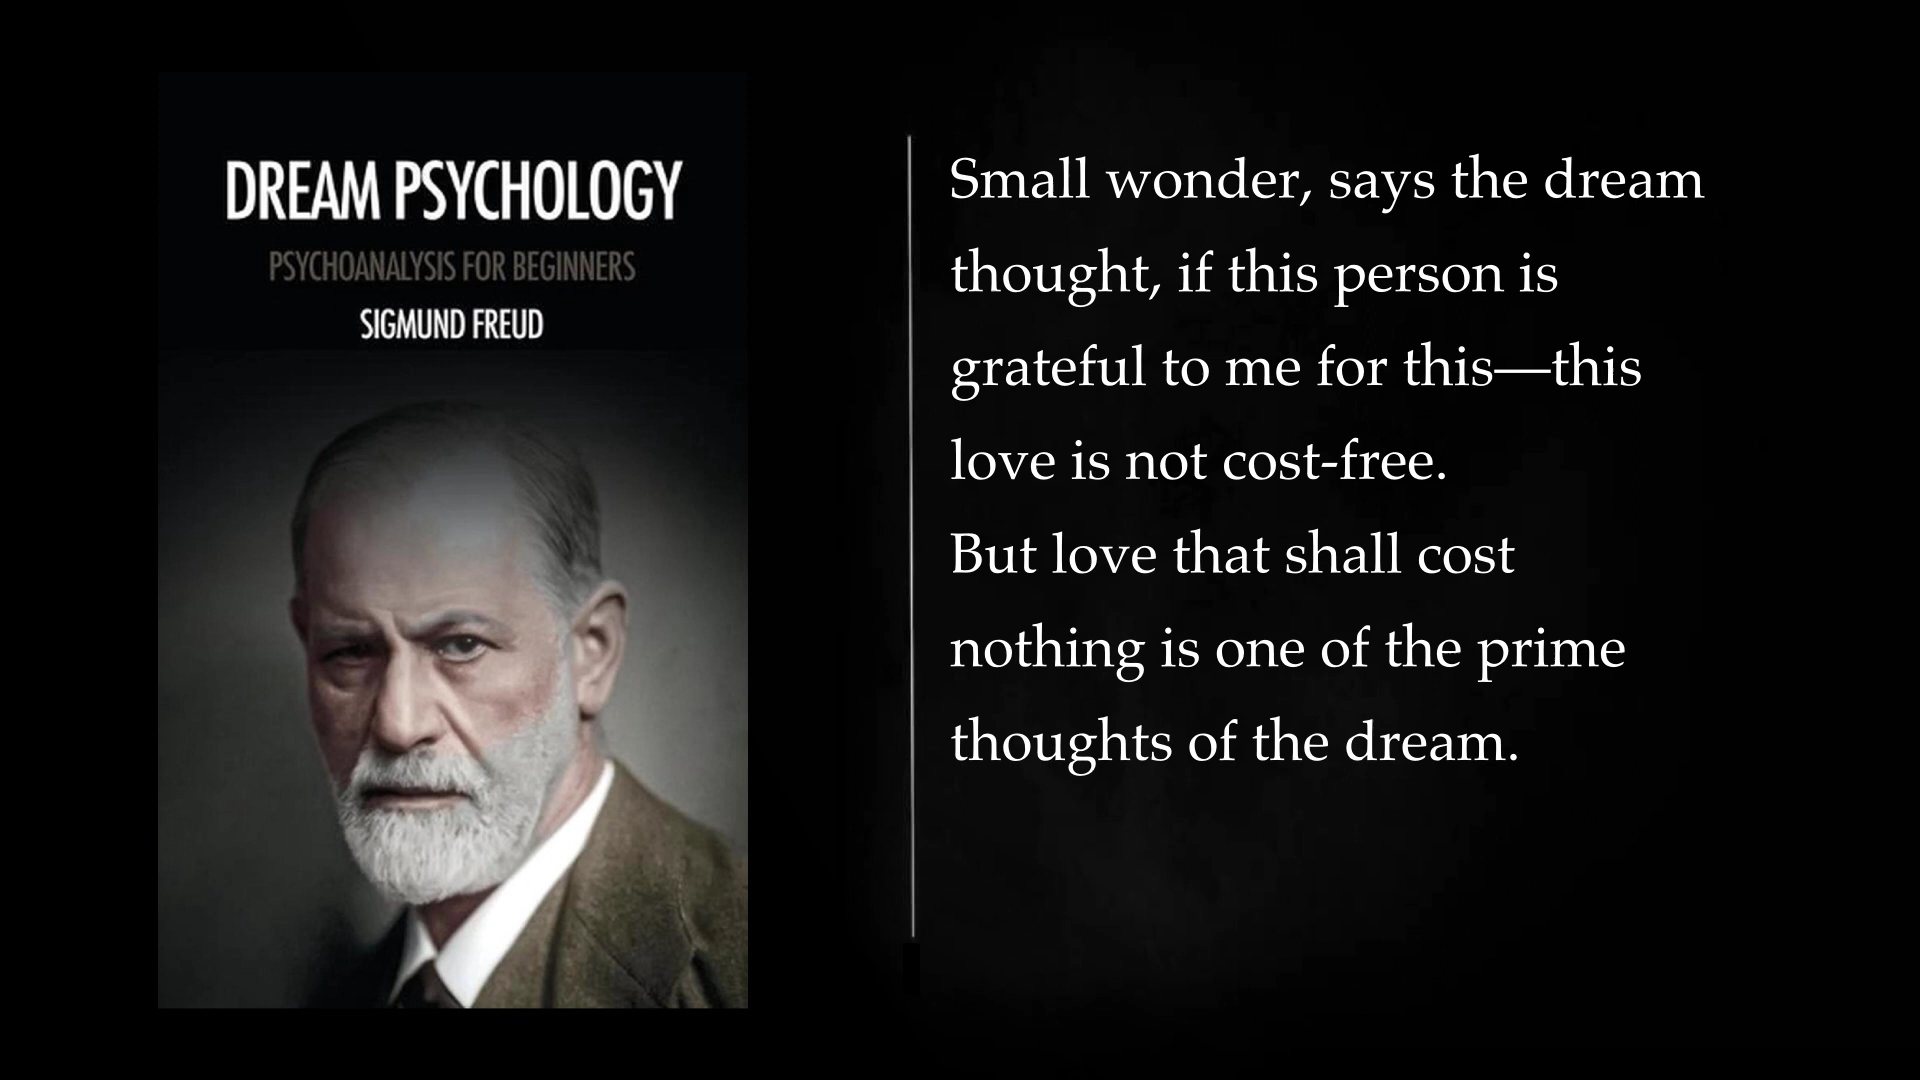 DREAM PSYCHOLOGY
PSYCHOANALYSIS FOR BEGINNERS
SIGMUND FREUD
Small wonder, says the dream
thought, if this person is
grateful to me for this—this
love is not cost-free.
But love that shall cost
nothing is one of the prime
thoughts of the dream.